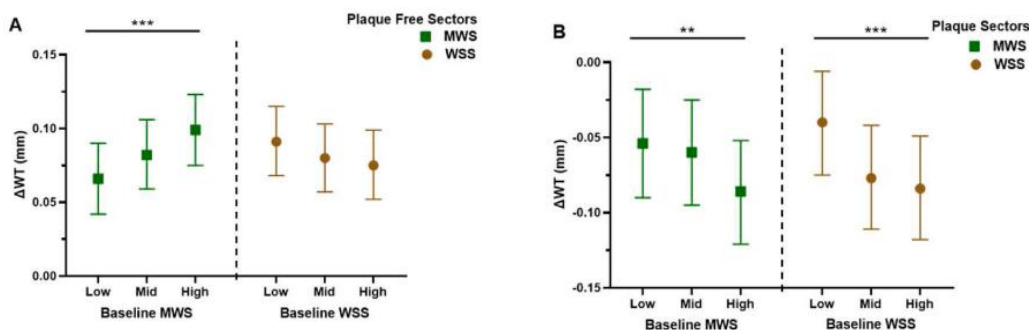 A
Plaque Free Sectors
MWS
WSS
***
ΔWT (mm)
0.15
0.10
0.05
0.00
Low Mid High Low Mid High
Baseline MWS Baseline WSS
B
Plaque Sectors
MWS
WSS
** ***
ΔWT (mm)
0.00
-0.05
-0.10
-0.15
Low Mid High Low Mid High
Baseline MWS Baseline WSS